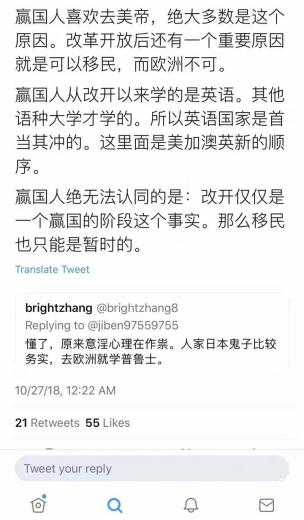 赢国人喜欢去美帝，绝大多数是这个
原因。改革开放后还有一个重要原因
就是可以移民，而欧洲不可。
赢国人从改开以来学的是英语。其他
语种大学才学的。所以英语国家是首
当其冲的。这里面是美加澳英新的顺
序。
赢国人绝无法认同的是：改开仅仅是
一个赢国的阶段这个事实。那么移民
也只能是暂时的。
Translate Tweet
brightzhang @brightzhang8
Replying to @jiben97559755
懂了，原来意淫心理在作祟。人家日本鬼子比较
务实，去欧洲就学普鲁士。
10/27/18, 12:22 AM
21 Retweets 55 Likes
Tweet your reply